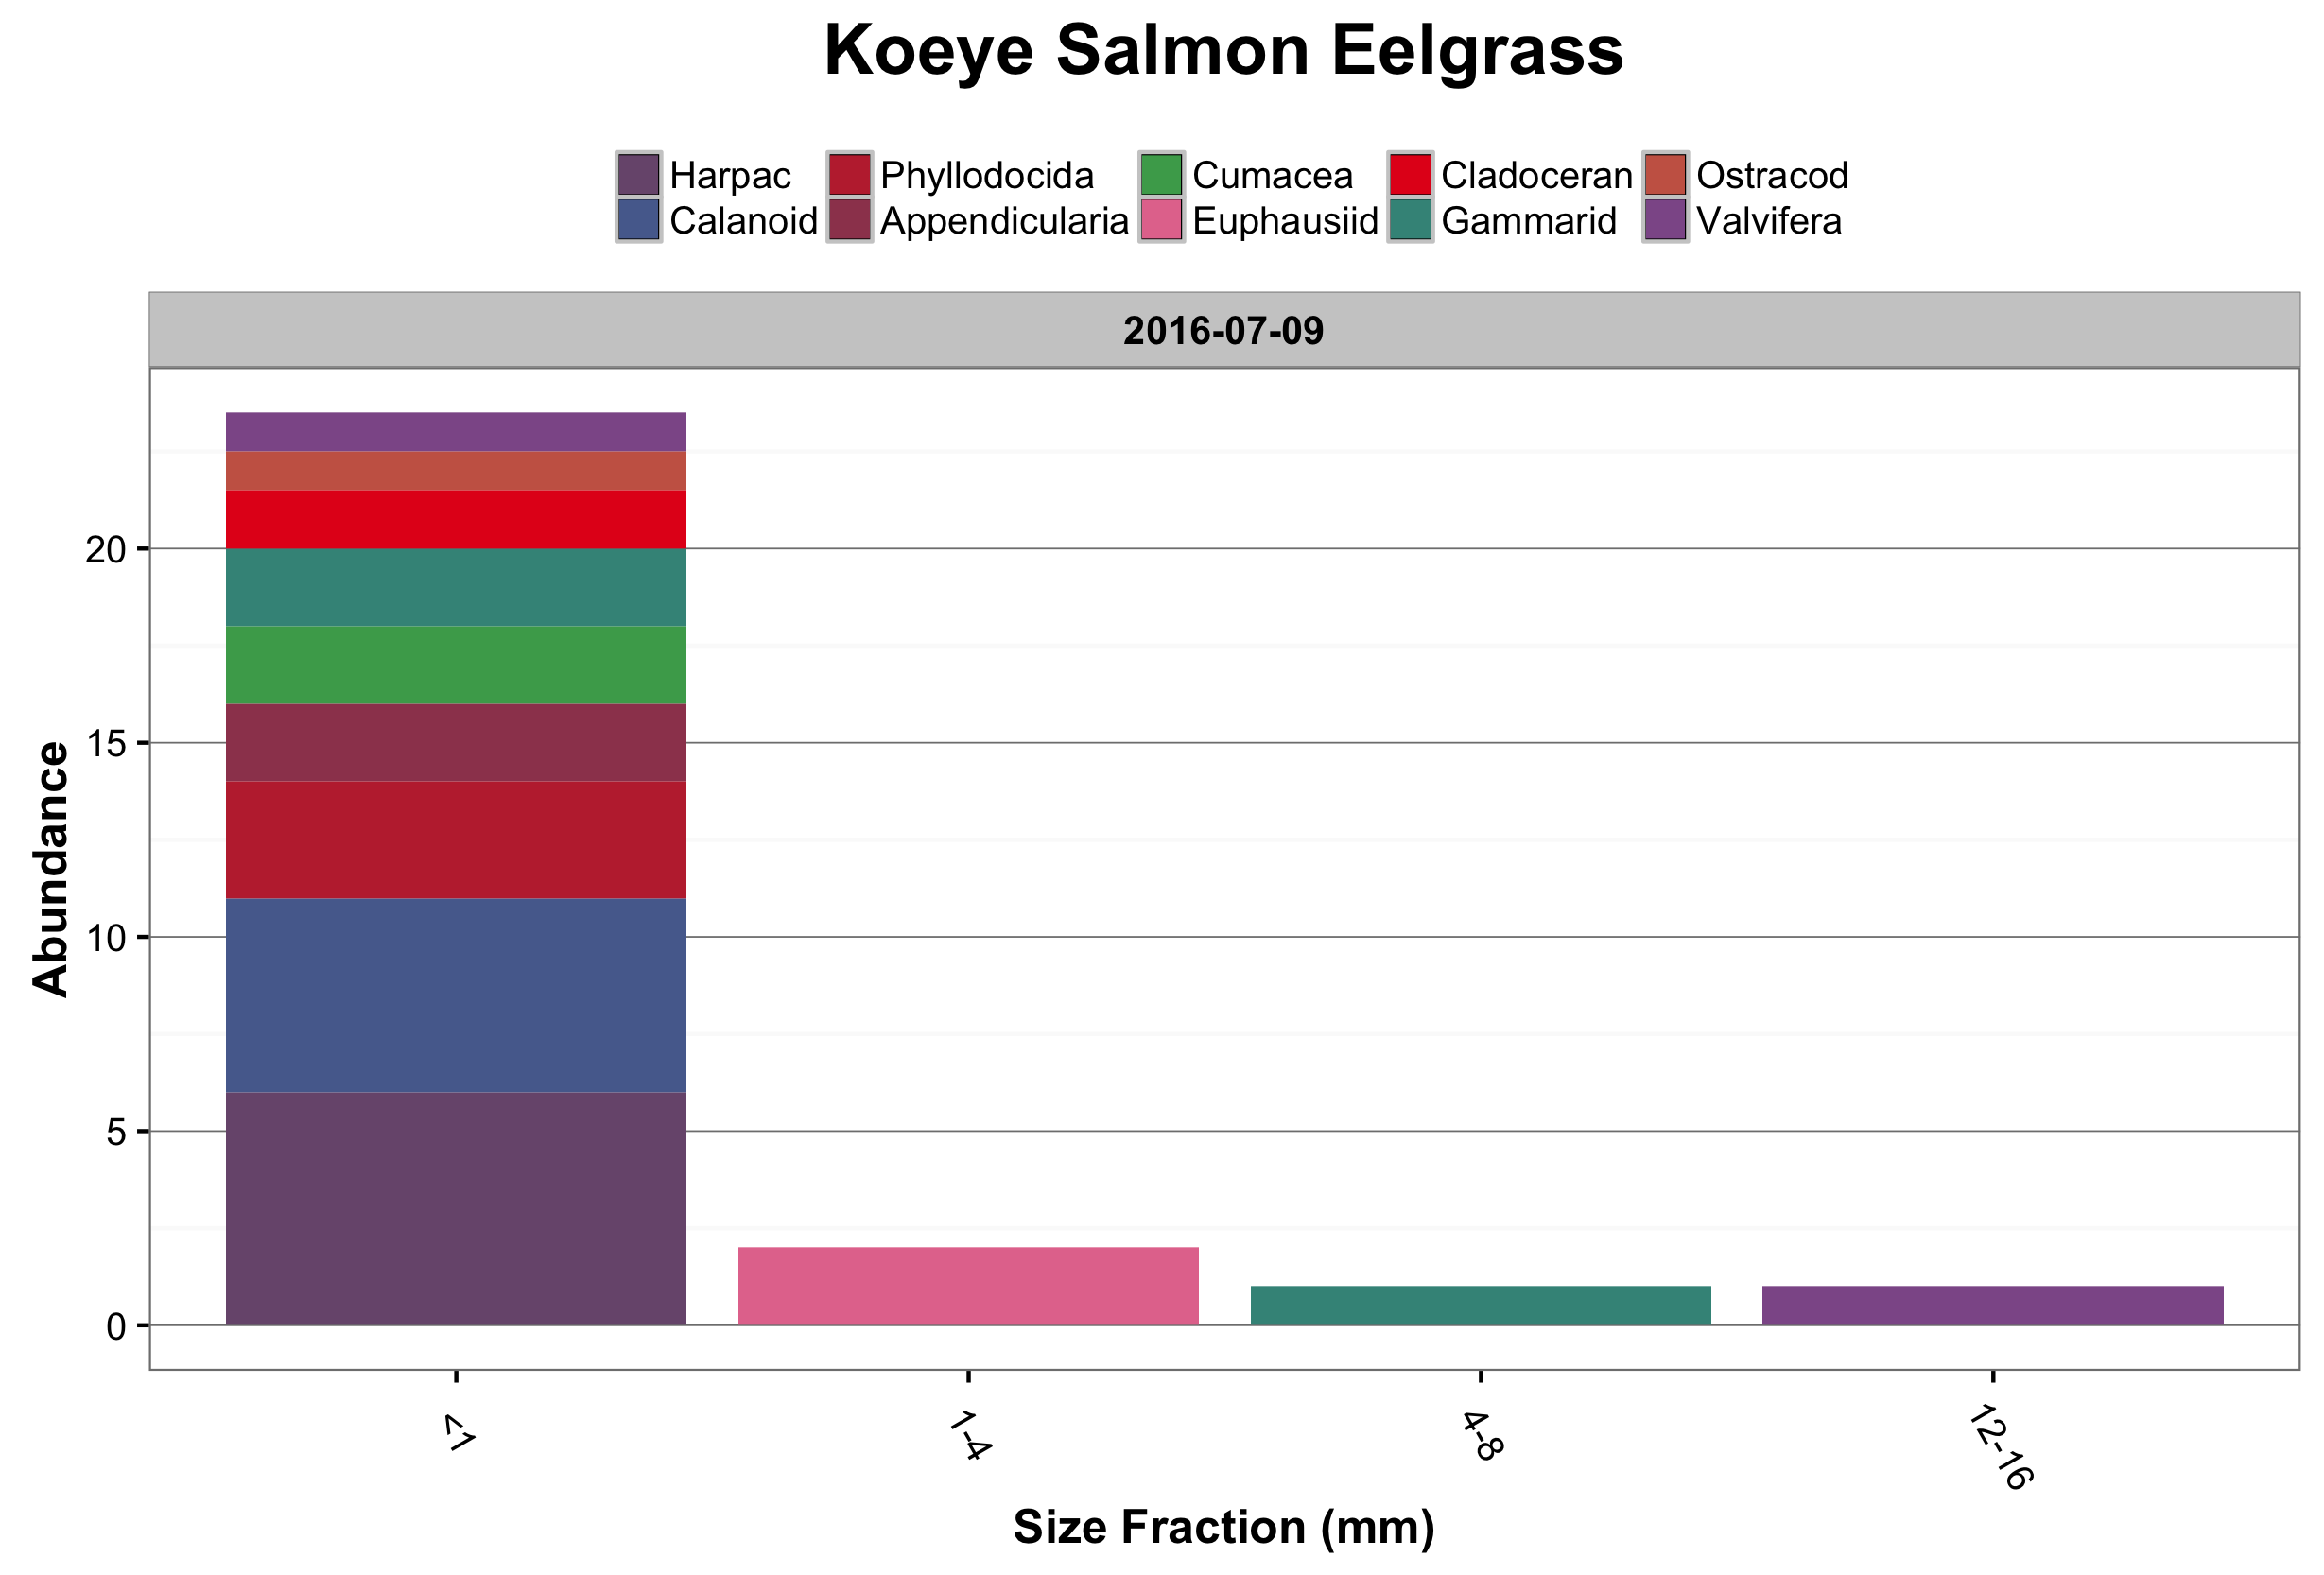 Koeye Salmon Eelgrass
Harpac Phyllodocida Cumacea Cladoceran Ostracod
Calanoid Appendicularia Euphausiid Gammarid Valvifera
2016-07-09
20
15
10
5
0
Abundance
<1 1-4 4-8 12-16
Size Fraction (mm)